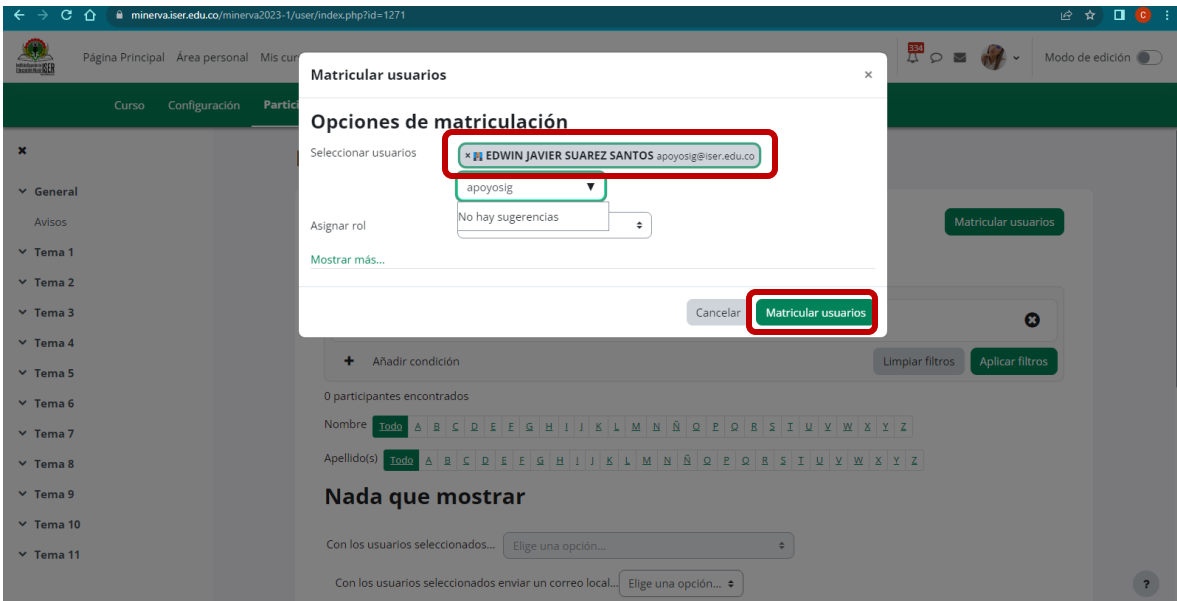 minerva.iser.edu.co/minerva2023-1/user/index.php?id=1271
C
ISER
Página Principal Área personal Mis cur
334
Modo de edición
Curso Configuración Partici
Matricular usuarios ×
Opciones de matriculación
Seleccionar usuarios
× EDWIN JAVIER SUAREZ SANTOS apoyosig@iser.edu.co
apoyosig ▼
No hay sugerencias
Asignar rol
Mostrar más...
Cancelar Matricular usuarios
General
Avisos
Tema 1
Tema 2
Tema 3
Tema 4
Tema 5
Tema 6
Tema 7
Tema 8
Tema 9
Tema 10
Tema 11
Matricular usuarios
Añadir condición
Limpiar filtros Aplicar filtros
0 participantes encontrados
Nombre Todo A B C D E F G H I J K L M N Ñ O P Q R S T U V W X Y Z
Apellido(s) Todo A B C D E F G H I J K L M N Ñ O P Q R S T U V W X Y Z
Nada que mostrar
Con los usuarios seleccionados... Elige una opción...
Con los usuarios seleccionados enviar un correo local... Elige una opción...
?